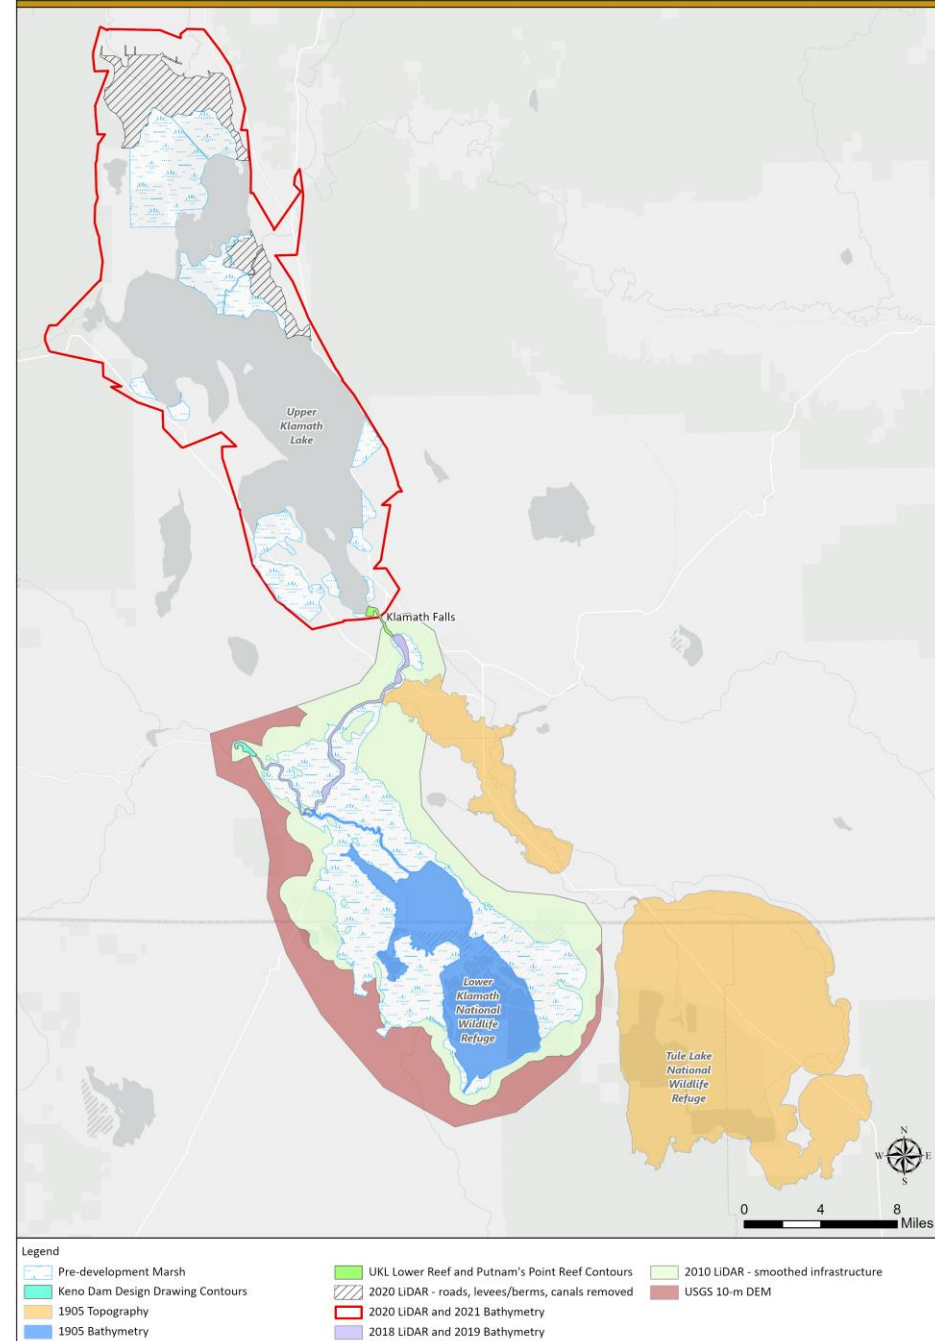 Upper
Klamath
Lake
Klamath Falls
Lower
Klamath
National
Wildlife
Refuge
Tule Lake
National
Wildlife
Refuge
N
W E
S
0 4 8
Miles
Legend
Pre-development Marsh
Keno Dam Design Drawing Contours
1905 Topography
1905 Bathymetry
UKL Lower Reef and Putnam's Point Reef Contours
2020 LiDAR - roads, levees/berms, canals removed
2020 LiDAR and 2021 Bathymetry
2018 LiDAR and 2019 Bathymetry
2010 LiDAR - smoothed infrastructure
USGS 10-m DEM